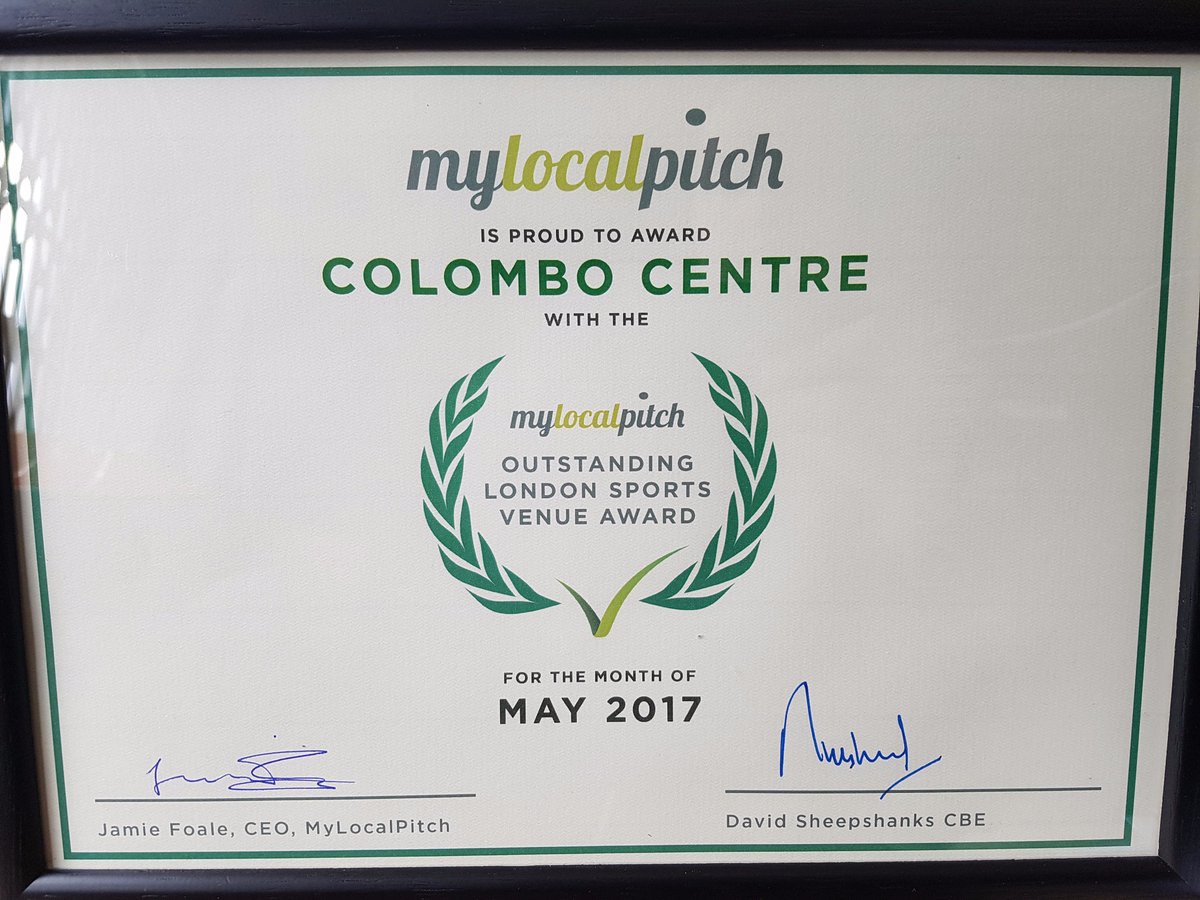 mylocalpitch
IS PROUD TO AWARD
COLOMBO CENTRE
WITH THE
mylocalpitch
OUTSTANDING
LONDON SPORTS
VENUE AWARD
FOR THE MONTH OF
MAY 2017
Jamie Foale, CEO, MyLocalPitch
David Sheepshanks CBE